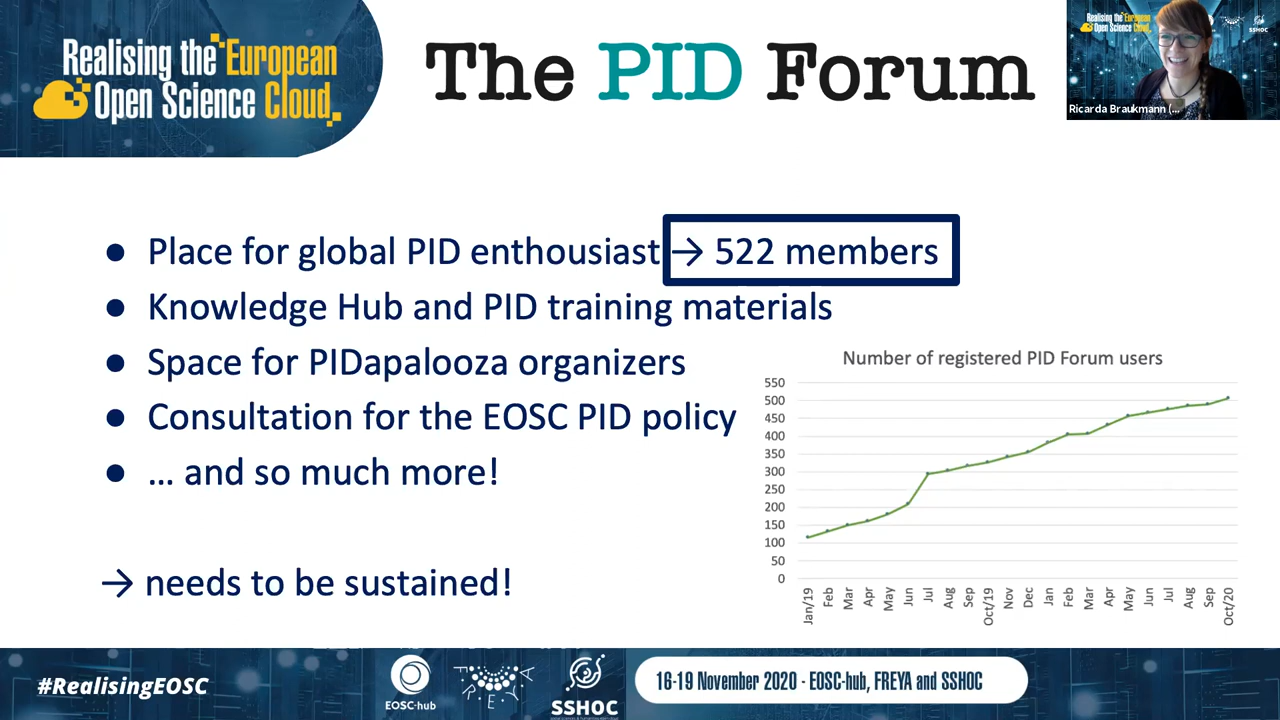 Realising the European
Open Science Cloud
The PID Forum
Realising the European
Open Science Cloud
SSHOC
Ricarda Braukmann (...
● Place for global PID enthousiast → 522 members
● Knowledge Hub and PID training materials
● Space for PIDapalooza organizers
● Consultation for the EOSC PID policy
● … and so much more!
→ needs to be sustained!
Number of registered PID Forum users
550
500
450
400
350
300
250
200
150
100
50
0
Jan/19
Feb
Mar
Apr
May
Jun
Jul
Aug
Sep
Oct/19
Nov
Dec
Jan
Feb
Mar
Apr
May
Jun
Jul
Aug
Sep
Oct/20
#RealisingEOSC
EOSC-hub
FREYA
SSHOC
16-19 November 2020 - EOSC-hub, FREYA and SSHOC